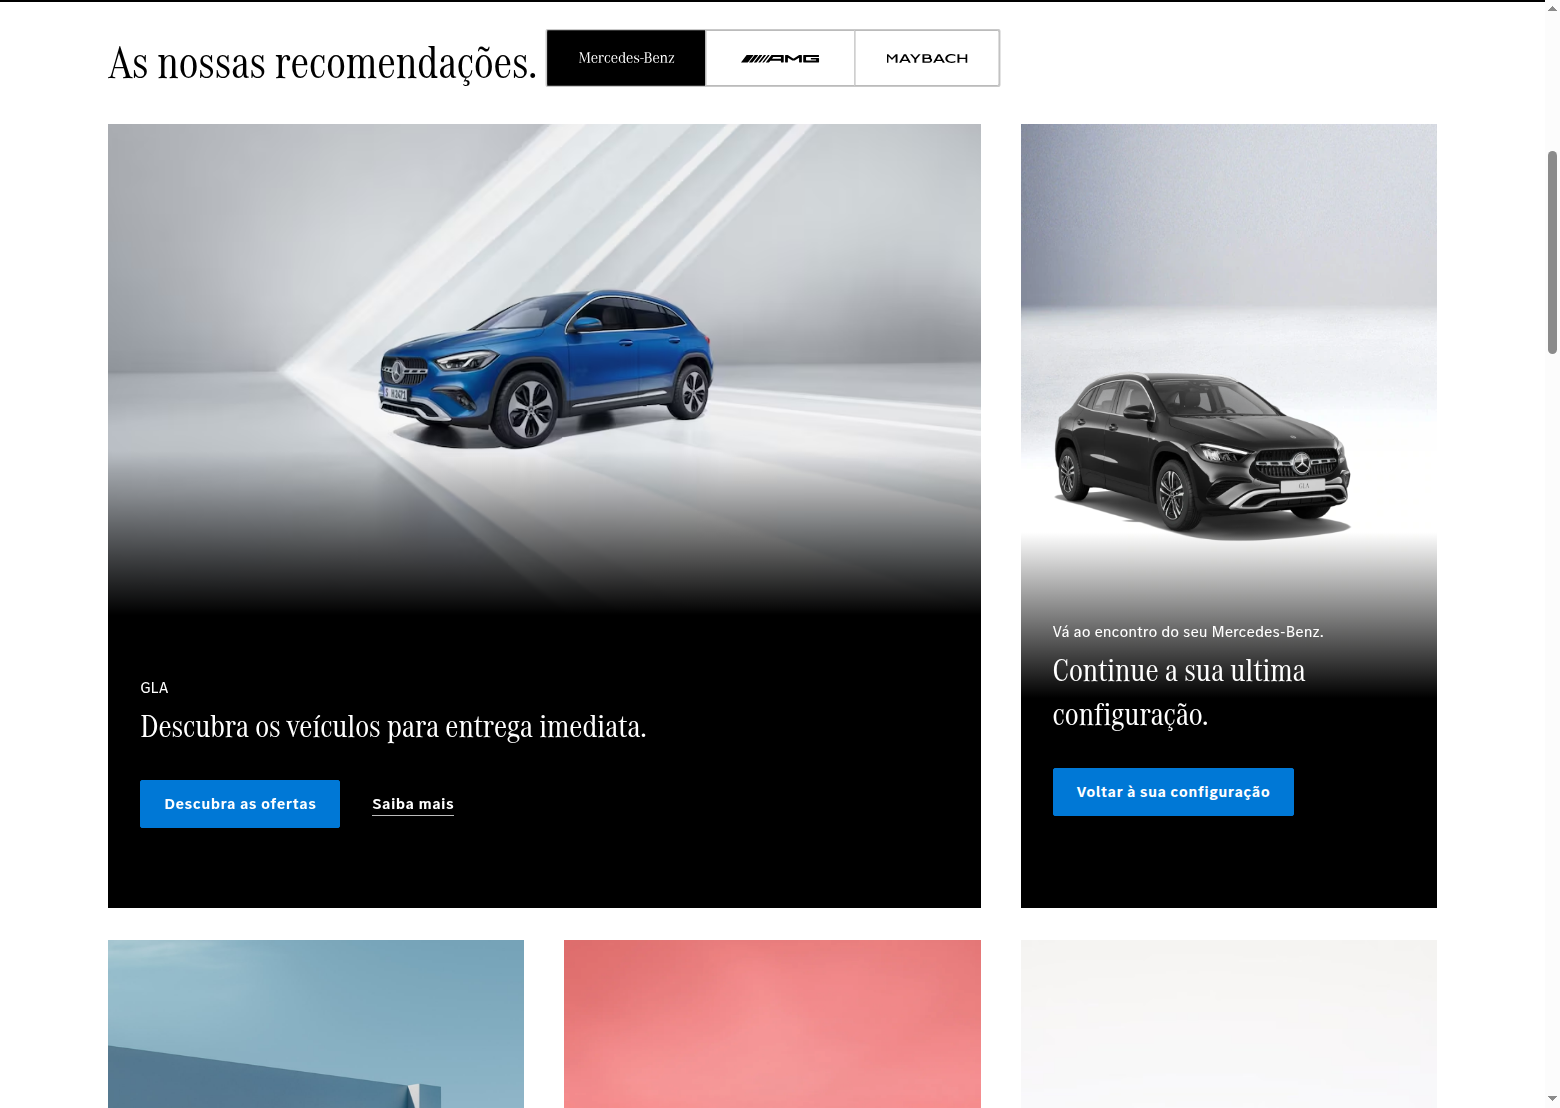 As nossas recomendações.
Mercedes-Benz
AMG
MAYBACH
GLA
Descubra os veículos para entrega imediata.
Descubra as ofertas
Saiba mais
GLA
Vá ao encontro do seu Mercedes-Benz.
Continue a sua ultima
configuração.
Voltar à sua configuração